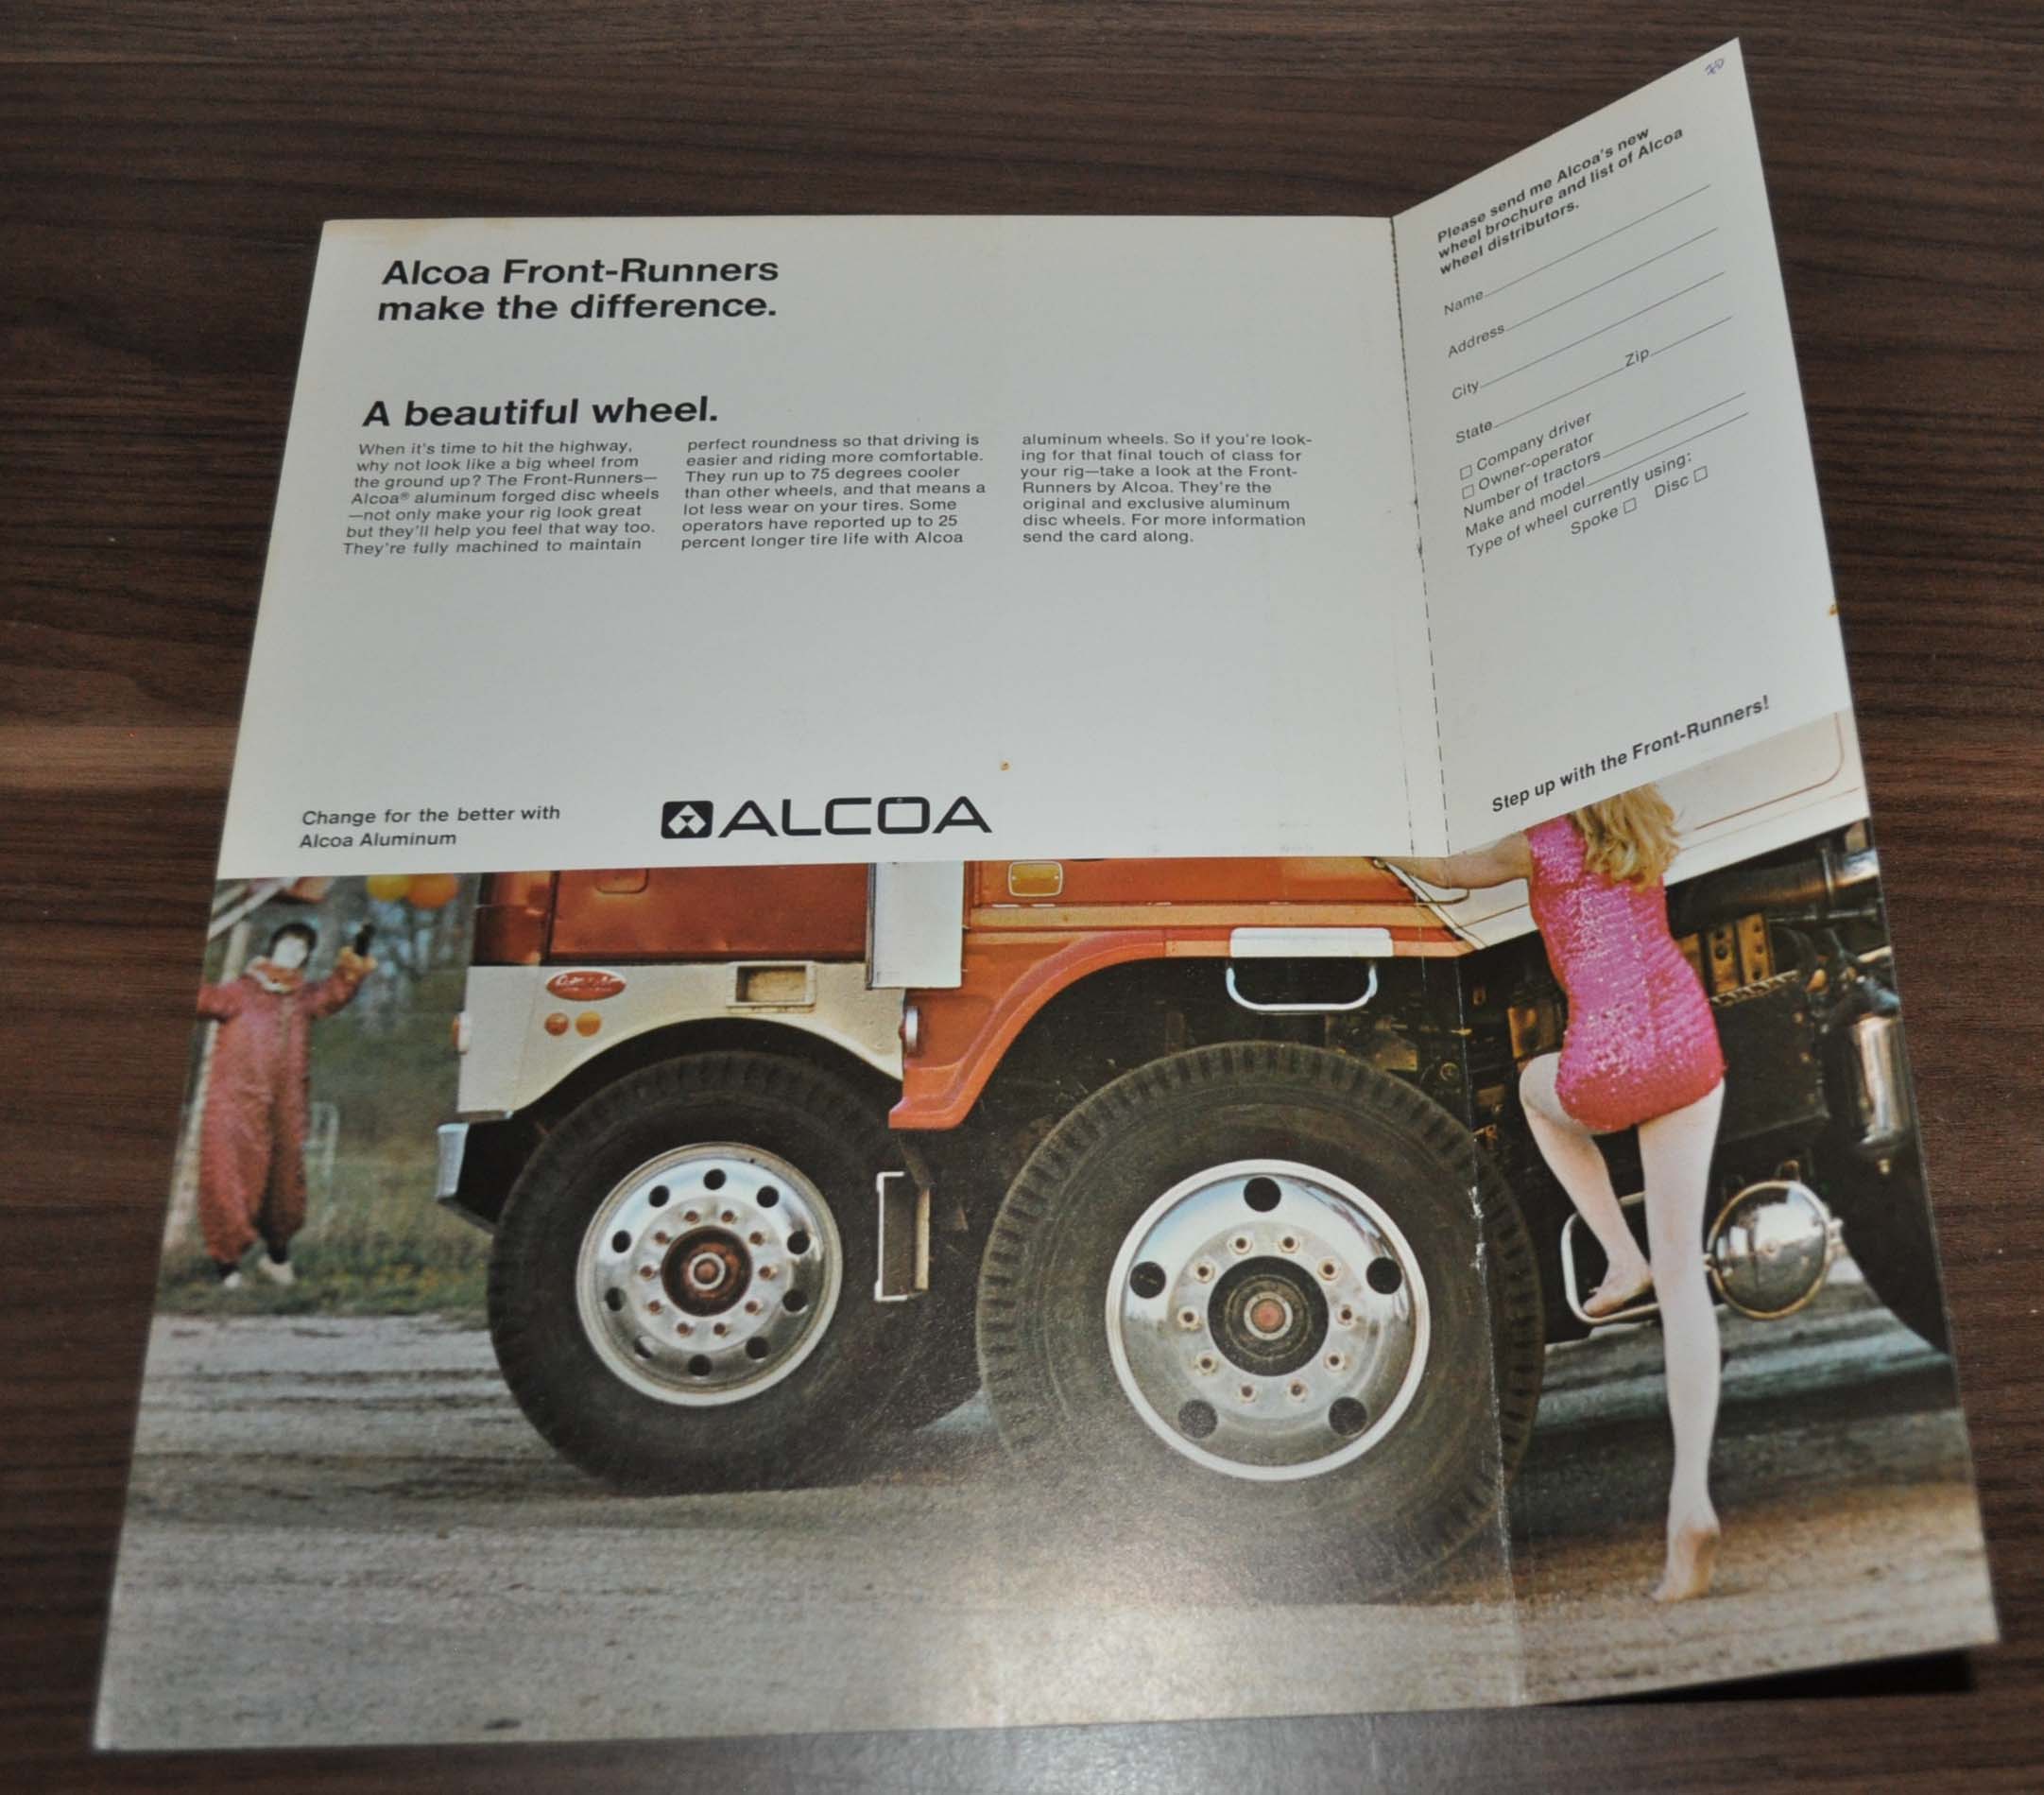 Alcoa Front-Runners
make the difference.
A beautiful wheel.
When it's time to hit the highway,
why not look like a big wheel from
the ground up? The Front-Runners—
Alcoa® aluminum forged disc wheels
—not only make your rig look great
but they'll help you feel that way too.
They're fully machined to maintain
perfect roundness so that driving is
easier and riding more comfortable.
They run up to 75 degrees cooler
than other wheels, and that means a
lot less wear on your tires. Some
operators have reported up to 25
percent longer tire life with Alcoa
aluminum wheels. So if you're look-
ing for that final touch of class for
your rig—take a look at the Front-
Runners by Alcoa. They're the
original and exclusive aluminum
disc wheels. For more information
send the card along.
Change for the better with
Alcoa Aluminum
ALCOA
Please send me Alcoa's new
wheel brochure and list of Alcoa
wheel distributors.
Name
Address
City
State Zip
Company driver
Owner-operator
Number of tractors
Make and model
Type of wheel currently using:
Spoke Disc
Step up with the Front-Runners!